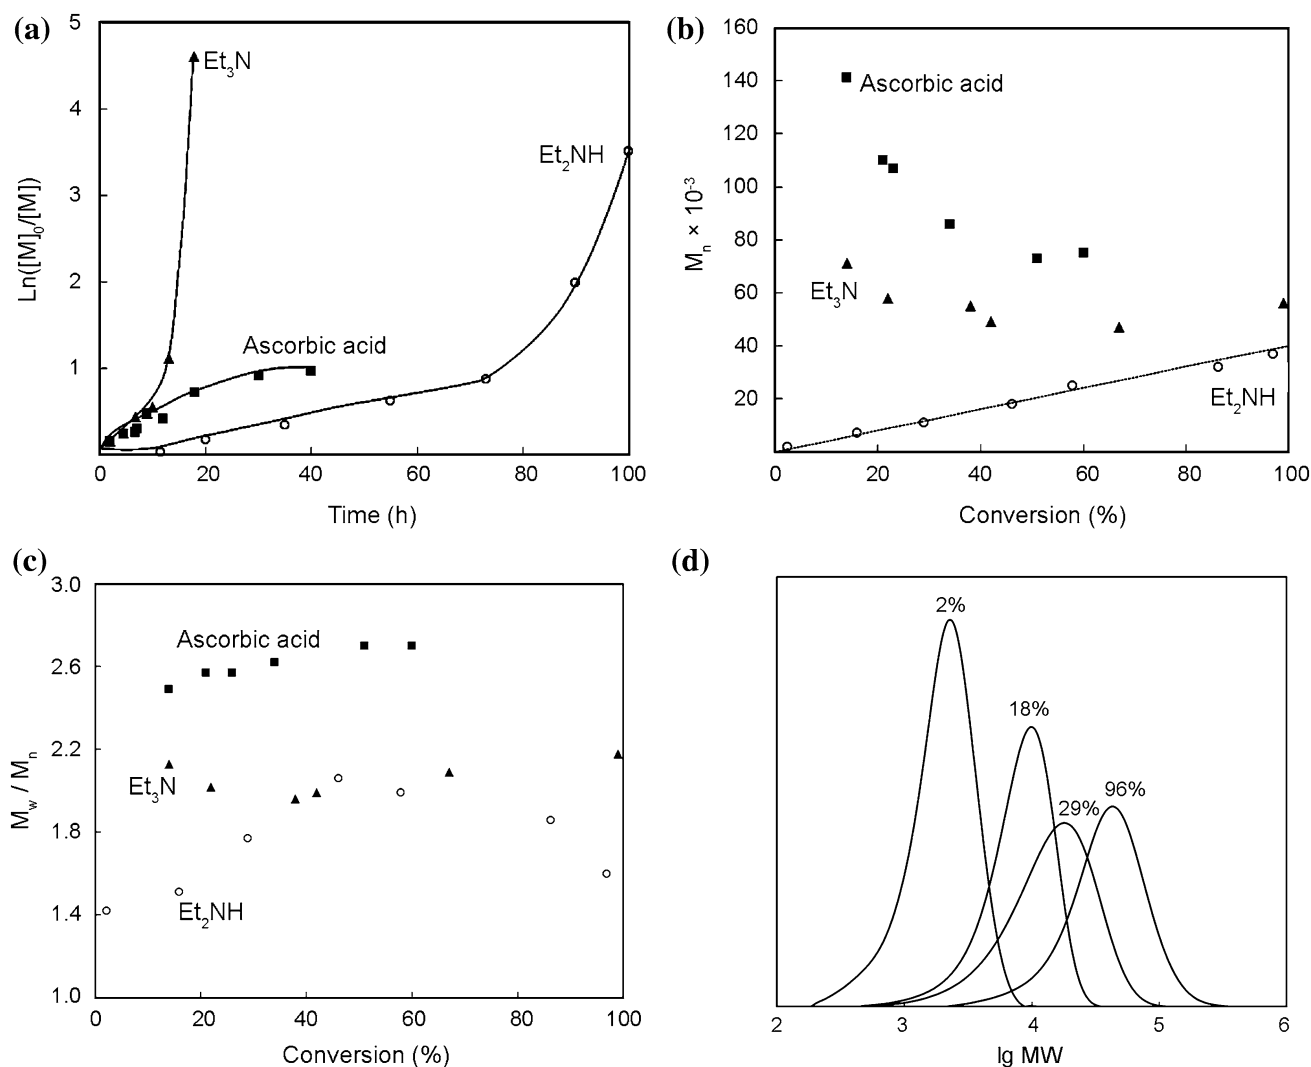 (a)
5
4
3
2
1
0
20
40
60
80
100
Ln([M]₀/[M])
Time (h)
Et₃N
Ascorbic acid
Et₂NH
(b)
160
140
120
100
80
60
40
20
0
20
40
60
80
100
Mₙ × 10⁻³
Conversion (%)
Ascorbic acid
Et₃N
Et₂NH
(c)
3.0
2.6
2.2
1.8
1.4
1.0
0
20
40
60
80
100
M_w / Mₙ
Conversion (%)
Ascorbic acid
Et₃N
Et₂NH
(d)
2%
18%
29%
96%
2
3
4
5
6
lg MW